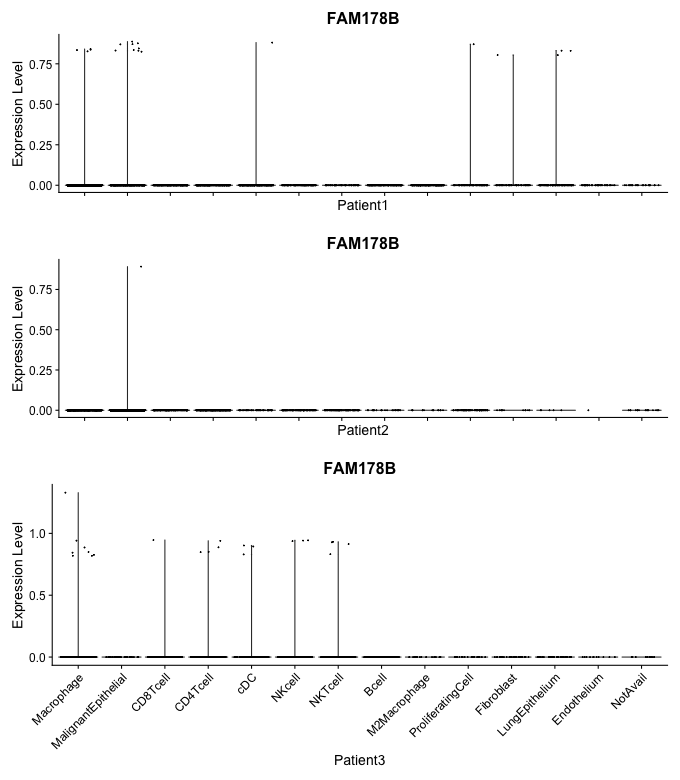 FAM178B
Expression Level
0.75
0.50
0.25
0.00
Patient1
FAM178B
Expression Level
0.75
0.50
0.25
0.00
Patient2
FAM178B
Expression Level
1.0
0.5
0.0
Macrophage
MalignantEpithelial
CD8Tcell
CD4Tcell
cDC
NKcell
NKTcell
Bcell
M2Macrophage
ProliferatingCell
Fibroblast
LungEpithelium
Endothelium
NotAvail
Patient3